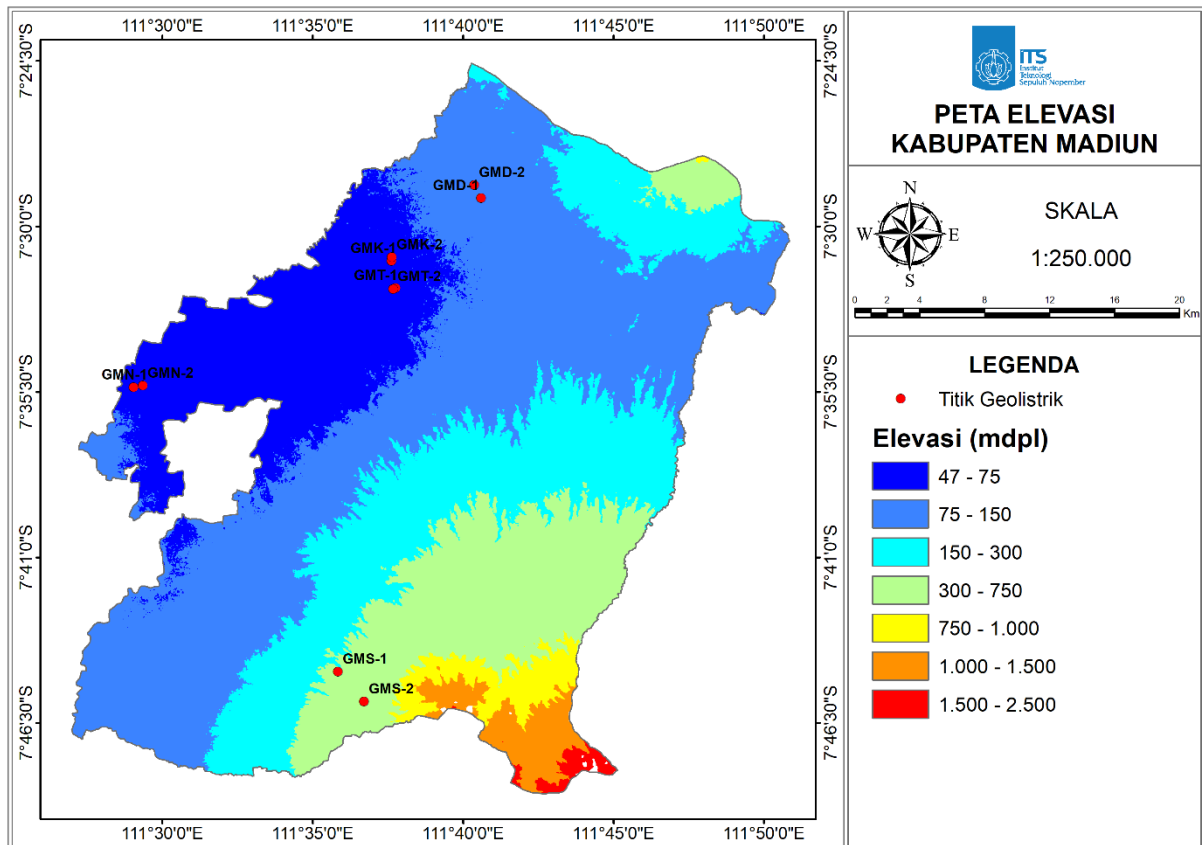 111°30'0"E 111°35'0"E 111°40'0"E 111°45'0"E 111°50'0"E
7°24'30"S
7°30'0"S
7°35'30"S
7°41'0"S
7°46'30"S
GMD-2
GMD-1
GMK-1 GMK-2
GMT-1 GMT-2
GMN-1 GMN-2
GMS-1
GMS-2
7°24'30"S
7°30'0"S
7°35'30"S
7°41'0"S
7°46'30"S
111°30'0"E 111°35'0"E 111°40'0"E 111°45'0"E 111°50'0"E
ITS
Institut
Teknologi
Sepuluh Nopember
PETA ELEVASI
KABUPATEN MADIUN
N
W E
S
SKALA
1:250.000
0 2 4 8 12 16 20
Km
LEGENDA
Titik Geolistrik
Elevasi (mdpl)
47 - 75
75 - 150
150 - 300
300 - 750
750 - 1.000
1.000 - 1.500
1.500 - 2.500